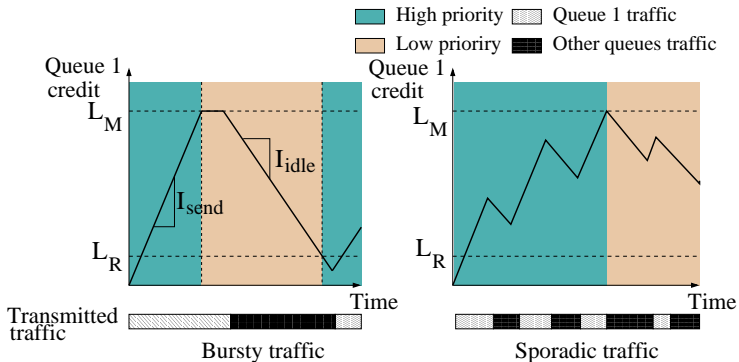 High priority
Queue 1 traffic
Low prioriry
Other queues traffic
Queue 1
credit
L_M
I_idle
I_send
L_R
Time
Queue 1
credit
L_M
L_R
Time
Transmitted
traffic
Bursty traffic
Sporadic traffic